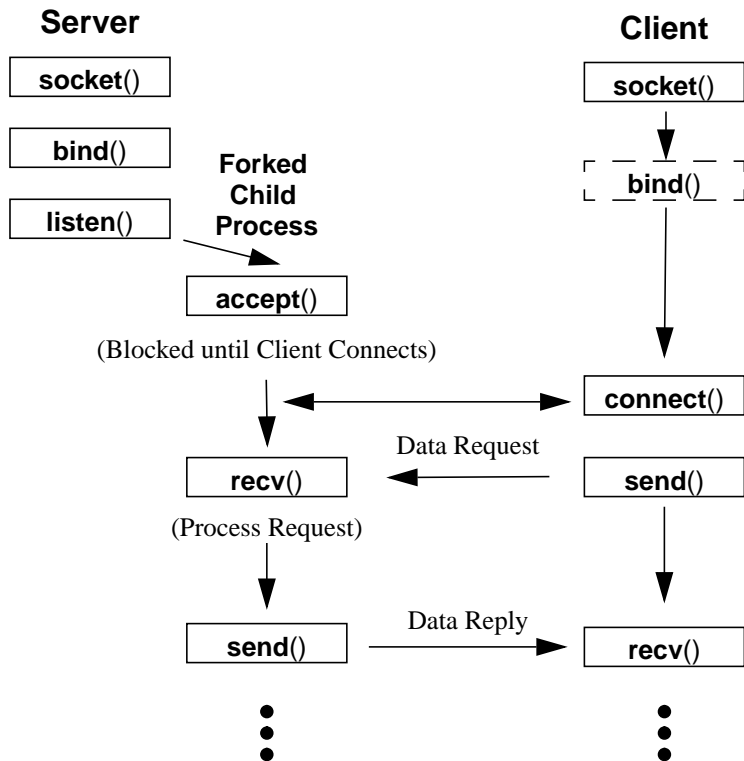 Server
Client
socket()
socket()
bind()
Forked
Child
Process
bind()
listen()
accept()
(Blocked until Client Connects)
connect()
Data Request
recv()
send()
(Process Request)
Data Reply
send()
recv()